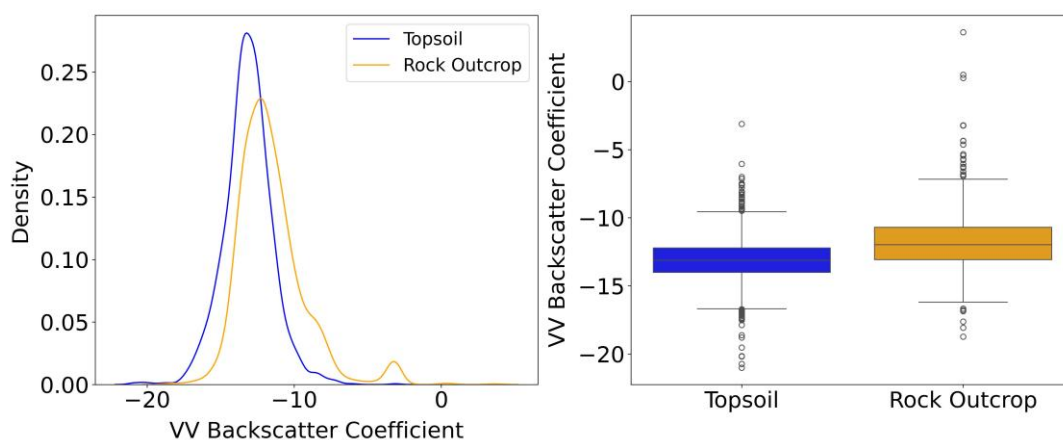 Topsoil
Rock Outcrop
Density
0.25
0.20
0.15
0.10
0.05
0.00
−20
−10
0
VV Backscatter Coefficient
VV Backscatter Coefficient
0
−5
−10
−15
−20
Topsoil
Rock Outcrop